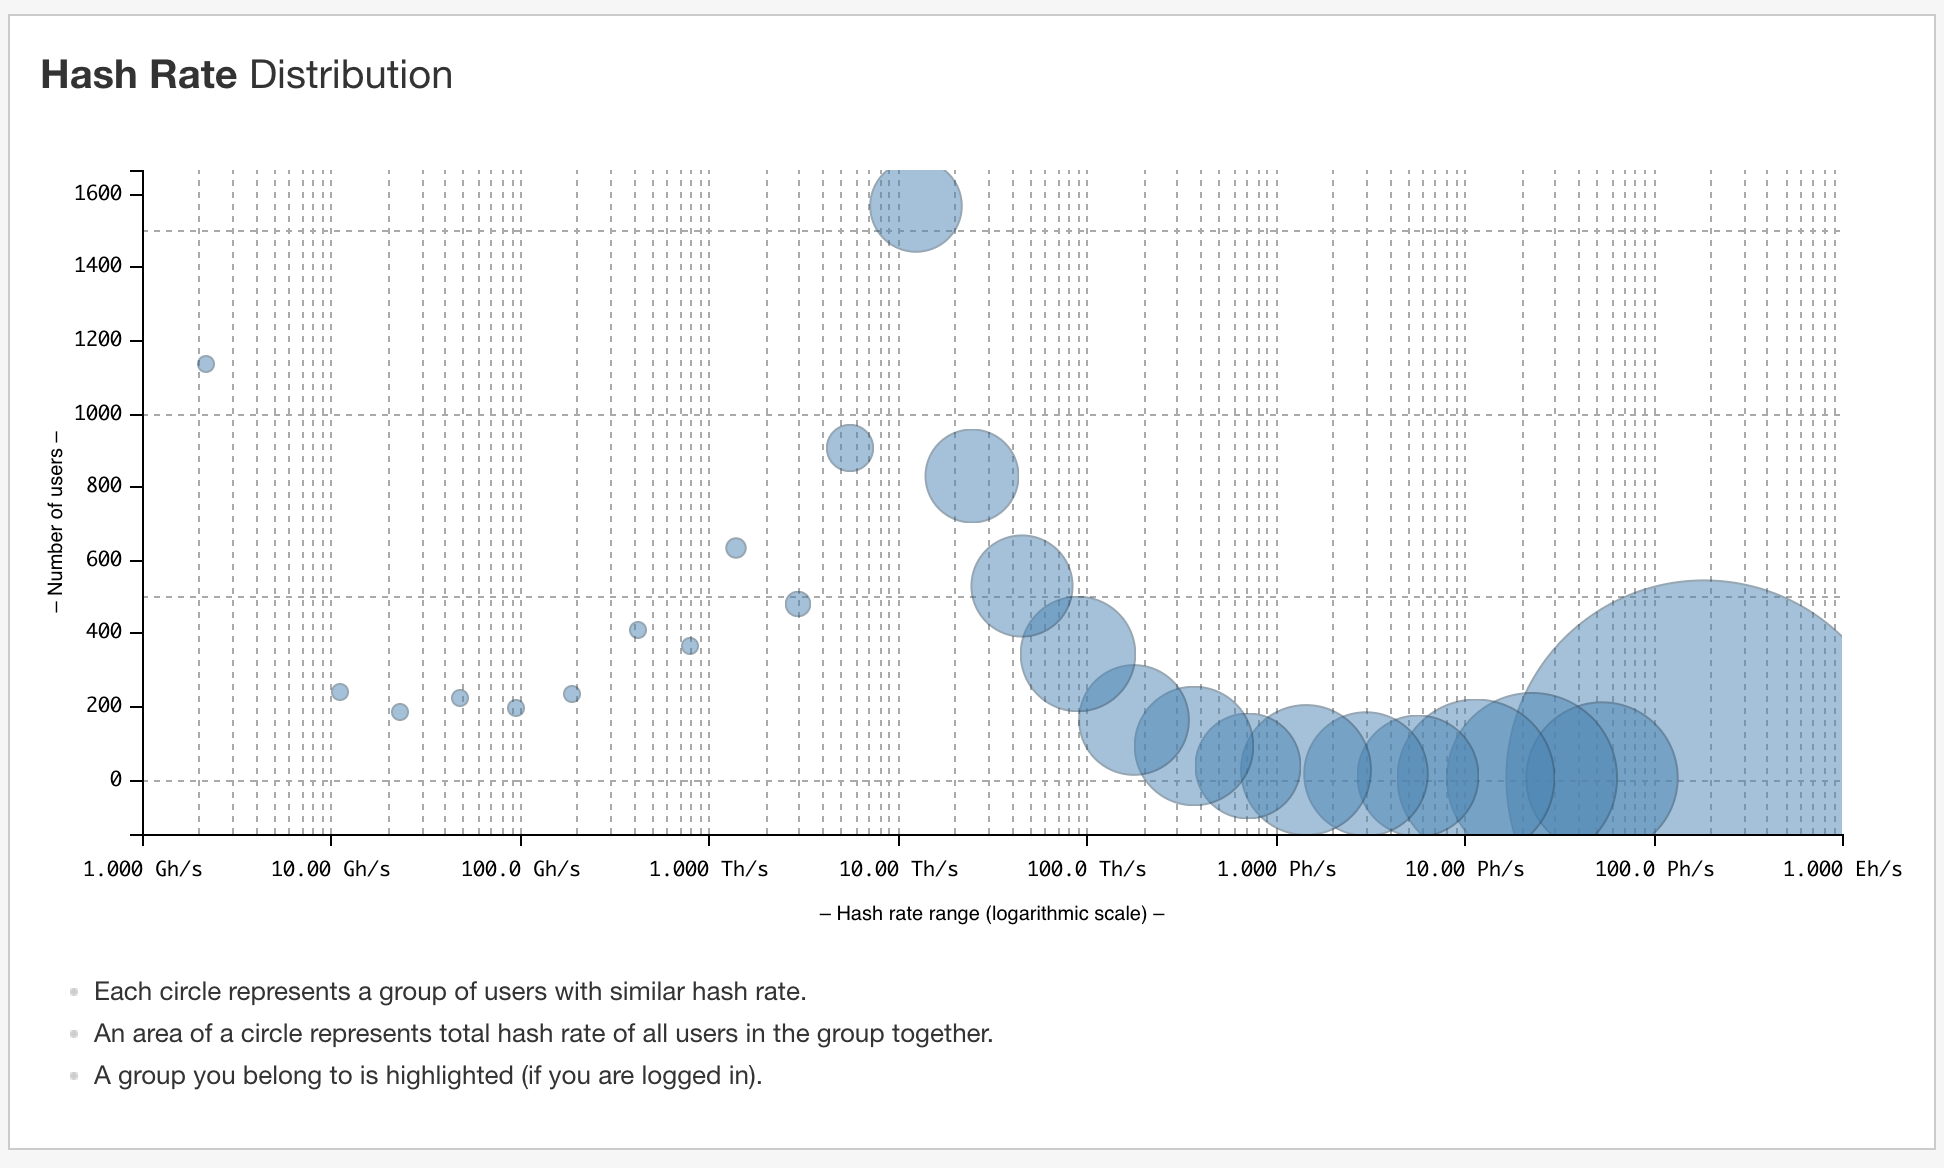 Hash Rate Distribution
1600
1400
1200
1000
800
600
400
200
0
– Number of users –
1.000 Gh/s 10.00 Gh/s 100.0 Gh/s 1.000 Th/s 10.00 Th/s 100.0 Th/s 1.000 Ph/s 10.00 Ph/s 100.0 Ph/s 1.000 Eh/s
– Hash rate range (logarithmic scale) –
Each circle represents a group of users with similar hash rate.
An area of a circle represents total hash rate of all users in the group together.
A group you belong to is highlighted (if you are logged in).